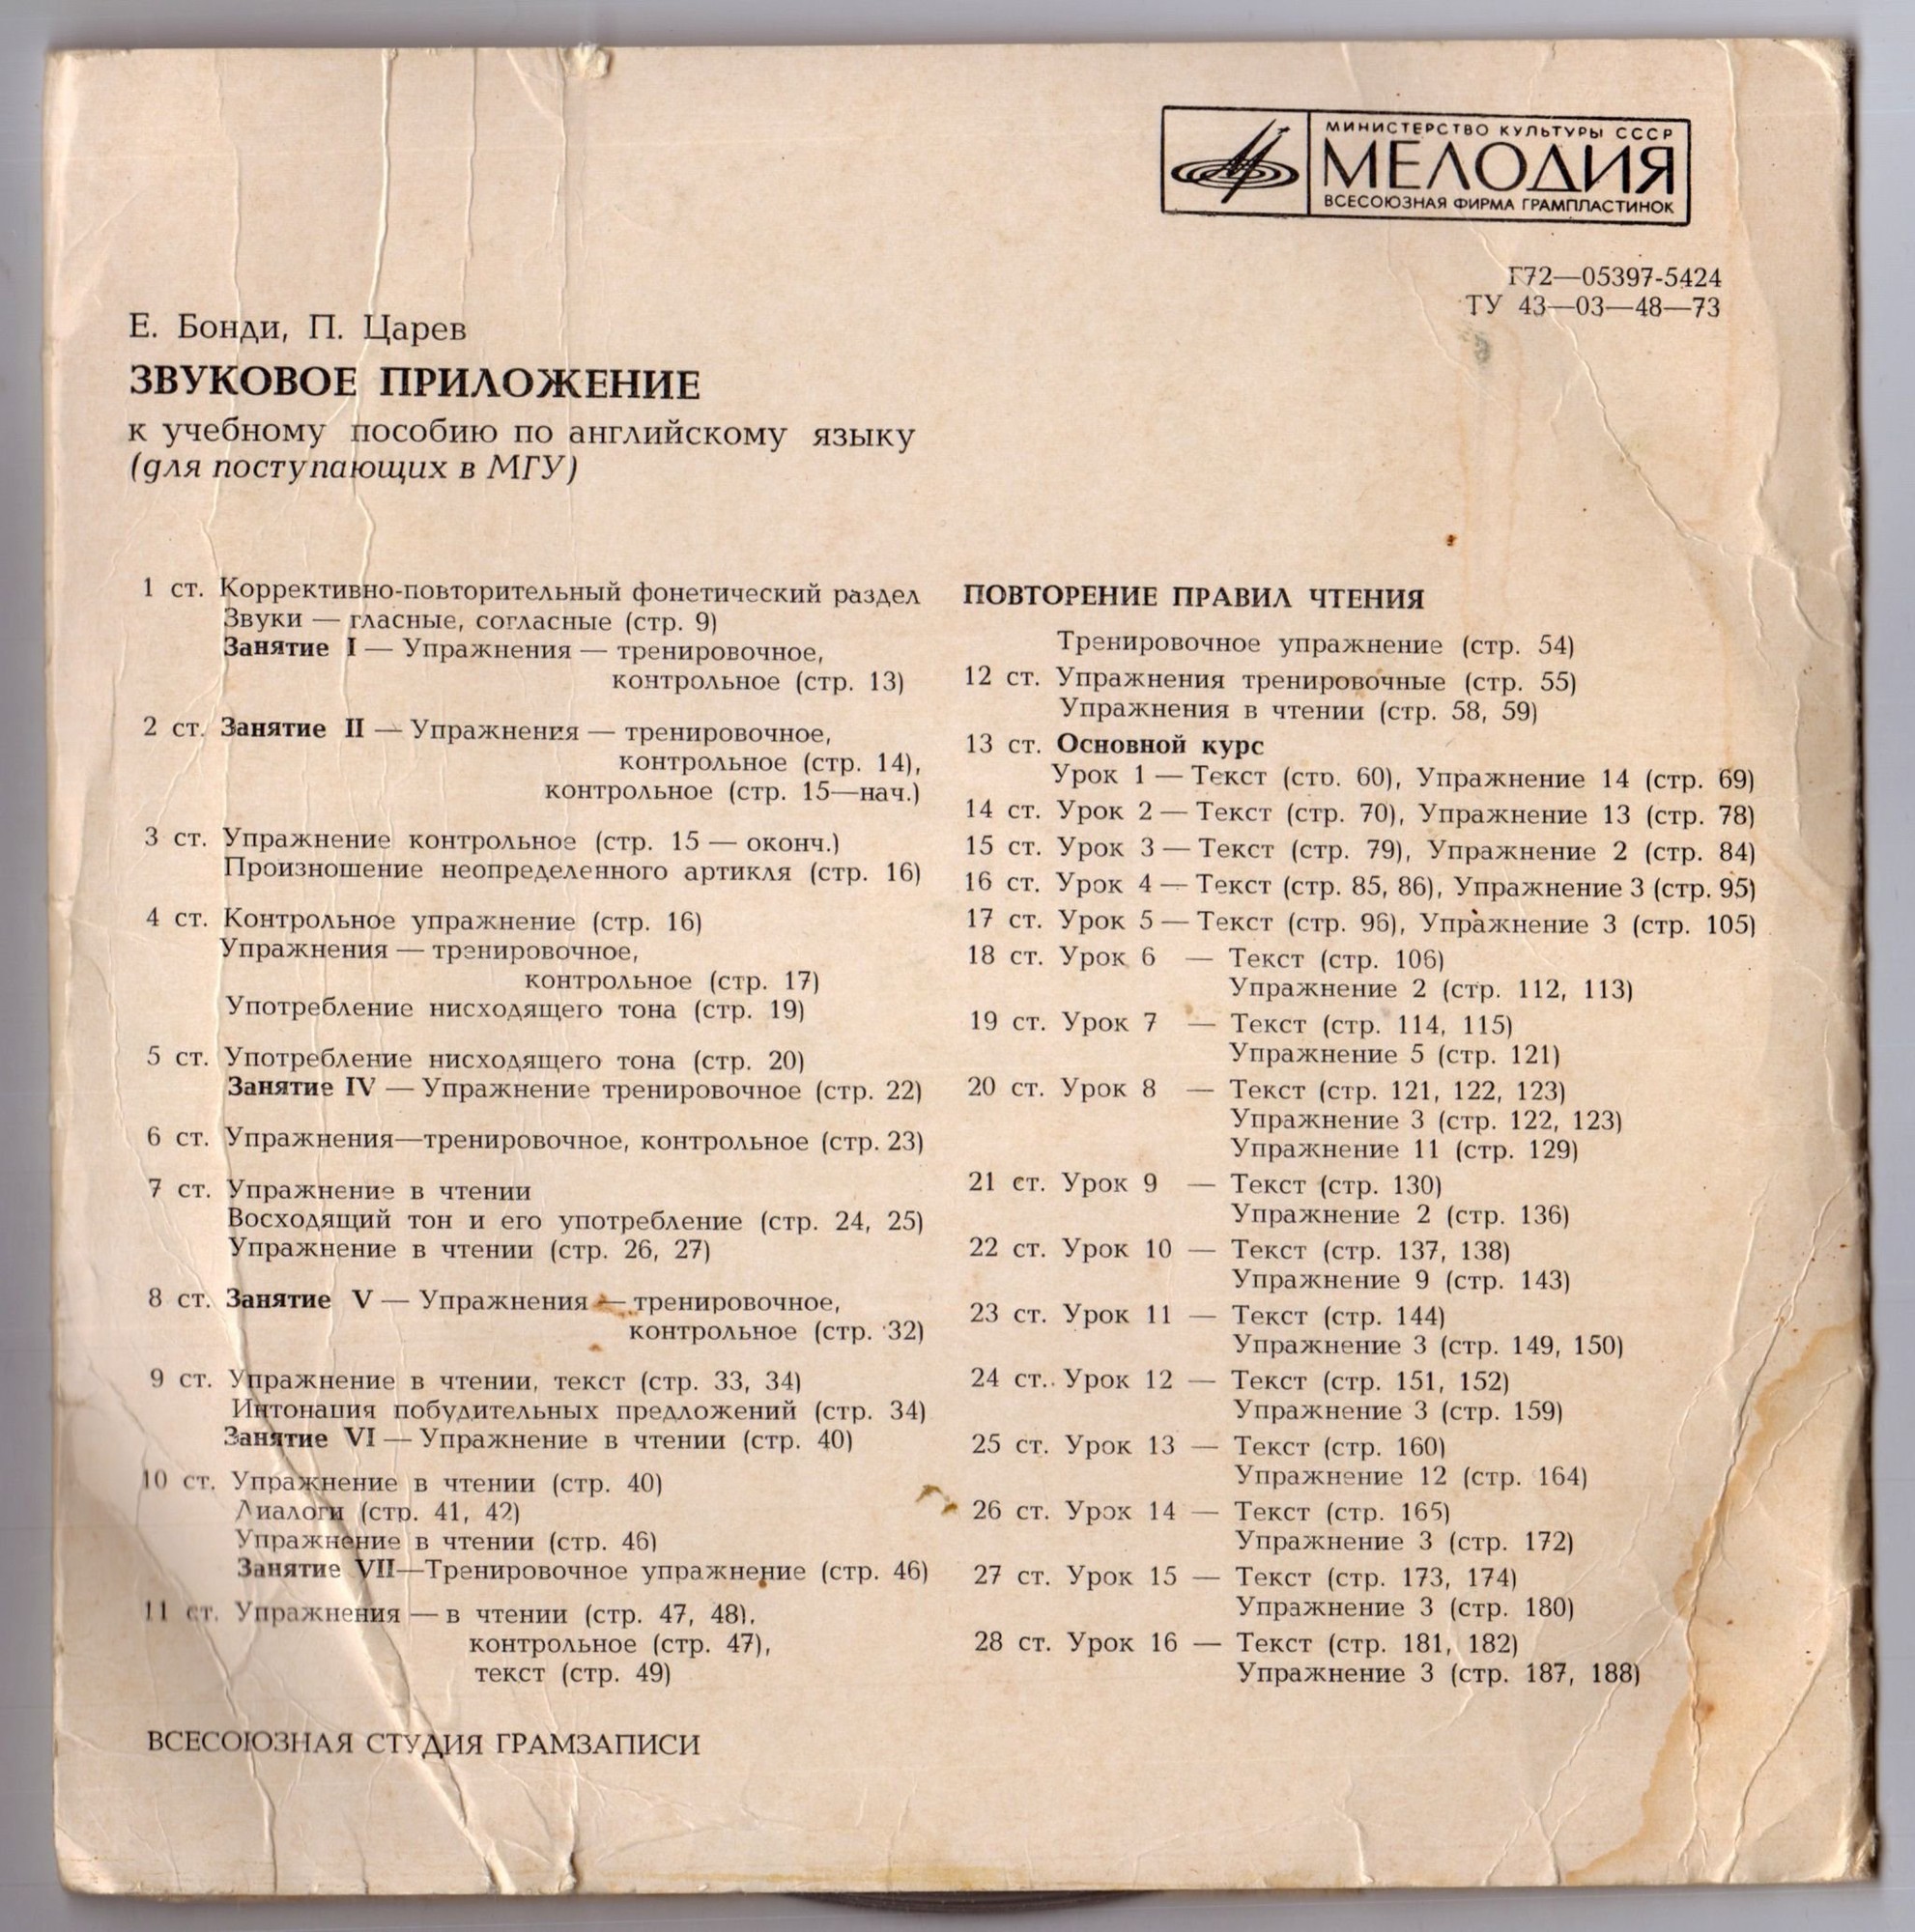 МИНИСТЕРСТВО КУЛЬТУРЫ СССР
МЕЛОДИЯ
ВСЕСОЮЗНАЯ ФИРМА ГРАМПЛАСТИНОК
Г72—05397-5424
ТУ 43—03—48—73
Е. Бонди, П. Царев
ЗВУКОВОЕ ПРИЛОЖЕНИЕ
к учебному пособию по английскому языку
(для поступающих в МГУ)
1 ст. Коррективно-повторительный фонетический раздел
Звуки — гласные, согласные (стр. 9)
Занятие I — Упражнения — тренировочное,
контрольное (стр. 13)
2 ст. Занятие II — Упражнения — тренировочное,
контрольное (стр. 14),
контрольное (стр. 15—нач.)
3 ст. Упражнение контрольное (стр. 15 — оконч.)
Произношение неопределенного артикля (стр. 16)
4 ст. Контрольное упражнение (стр. 16)
Упражнения — тренировочное,
контрольное (стр. 17)
Употребление нисходящего тона (стр. 19)
5 ст. Употребление нисходящего тона (стр. 20)
Занятие IV — Упражнение тренировочное (стр. 22)
6 ст. Упражнения—тренировочное, контрольное (стр. 23)
7 ст. Упражнение в чтении
Восходящий тон и его употребление (стр. 24, 25)
Упражнение в чтении (стр. 26, 27)
8 ст. Занятие V — Упражнения — тренировочное,
контрольное (стр. 32)
9 ст. Упражнение в чтении, текст (стр. 33, 34)
Интонация побудительных предложений (стр. 34)
Занятие VI — Упражнение в чтении (стр. 40)
10 ст. Упражнение в чтении (стр. 40)
Диалоги (стр. 41, 42)
Упражнение в чтении (стр. 46)
Занятие VII—Тренировочное упражнение (стр. 46)
11 ст. Упражнения — в чтении (стр. 47, 48),
контрольное (стр. 47),
текст (стр. 49)
ПОВТОРЕНИЕ ПРАВИЛ ЧТЕНИЯ
Тренировочное упражнение (стр. 54)
12 ст. Упражнения тренировочные (стр. 55)
Упражнения в чтении (стр. 58, 59)
13 ст. Основной курс
Урок 1 — Текст (стр. 60), Упражнение 14 (стр. 69)
14 ст. Урок 2 — Текст (стр. 70), Упражнение 13 (стр. 78)
15 ст. Урок 3 — Текст (стр. 79), Упражнение 2 (стр. 84)
16 ст. Урок 4 — Текст (стр. 85, 86), Упражнение 3 (стр. 95)
17 ст. Урок 5 — Текст (стр. 96), Упражнение 3 (стр. 105)
18 ст. Урок 6 — Текст (стр. 106)
Упражнение 2 (стр. 112, 113)
19 ст. Урок 7 — Текст (стр. 114, 115)
Упражнение 5 (стр. 121)
20 ст. Урок 8 — Текст (стр. 121, 122, 123)
Упражнение 3 (стр. 122, 123)
Упражнение 11 (стр. 129)
21 ст. Урок 9 — Текст (стр. 130)
Упражнение 2 (стр. 136)
22 ст. Урок 10 — Текст (стр. 137, 138)
Упражнение 9 (стр. 143)
23 ст. Урок 11 — Текст (стр. 144)
Упражнение 3 (стр. 149, 150)
24 ст. Урок 12 — Текст (стр. 151, 152)
Упражнение 3 (стр. 159)
25 ст. Урок 13 — Текст (стр. 160)
Упражнение 12 (стр. 164)
26 ст. Урок 14 — Текст (стр. 165)
Упражнение 3 (стр. 172)
27 ст. Урок 15 — Текст (стр. 173, 174)
Упражнение 3 (стр. 180)
28 ст. Урок 16 — Текст (стр. 181, 182)
Упражнение 3 (стр. 187, 188)
ВСЕСОЮЗНАЯ СТУДИЯ ГРАМЗАПИСИ